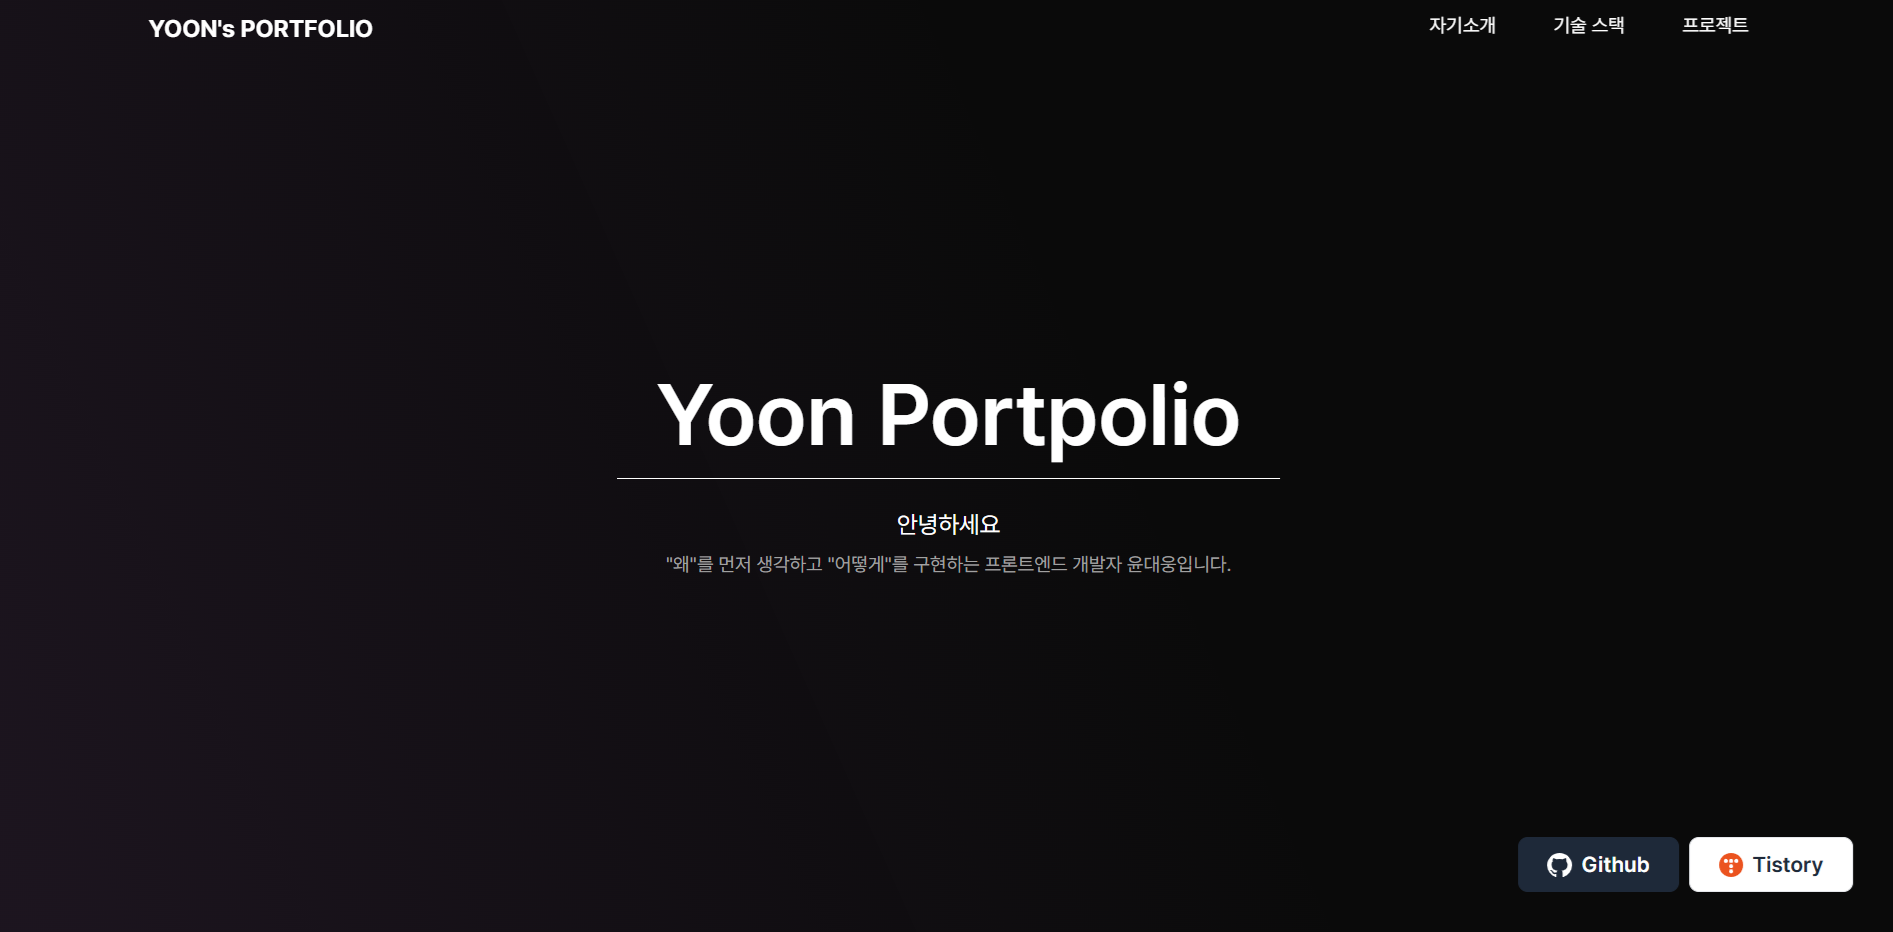 YOON's PORTFOLIO
자기소개 기술 스택 프로젝트
Yoon Portpolio
안녕하세요
"왜"를 먼저 생각하고 "어떻게"를 구현하는 프론트엔드 개발자 윤대웅입니다.
Github Tistory